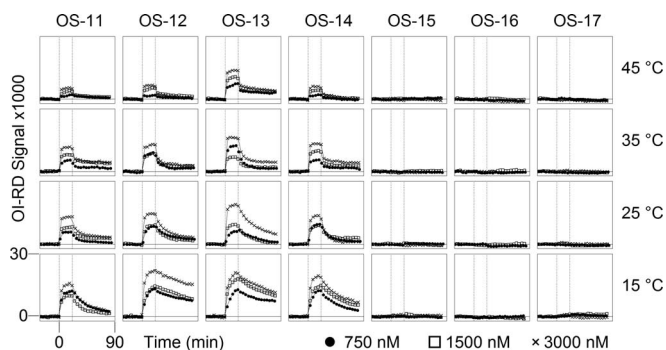 OS-11 OS-12 OS-13 OS-14 OS-15 OS-16 OS-17
45 °C
35 °C
25 °C
15 °C
OI-RD Signal x1000
30
0
0 90 Time (min) ● 750 nM □ 1500 nM × 3000 nM